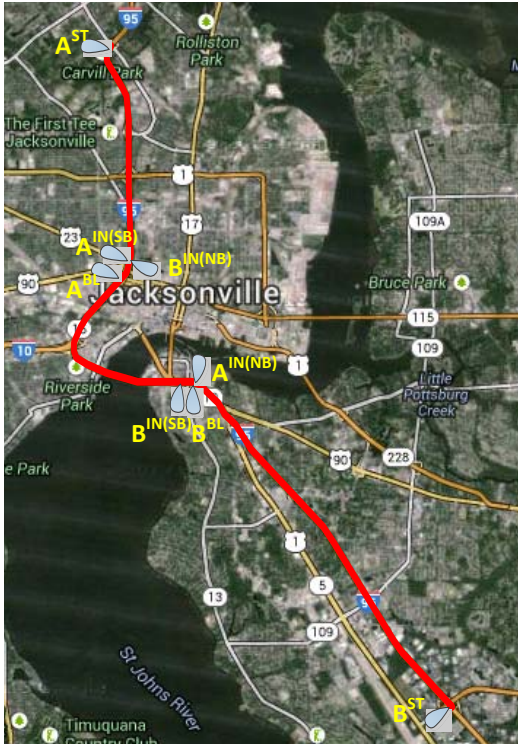 95
Rolliston
Park
A^ST
Carvill Park
The First Tee
Jacksonville
1
95
17
109A
23
A^IN(SB)
B^IN(NB)
90
A^BL
Jacksonville
Bruce Park
115
10
109
1
A^IN(NB)
Riverside
Park
Little
Pottsburg
Creek
B^IN(SB)
B^BL
e Park
90
228
1
5
13
95
109
St Johns River
B^ST
Timuquana
Country Club